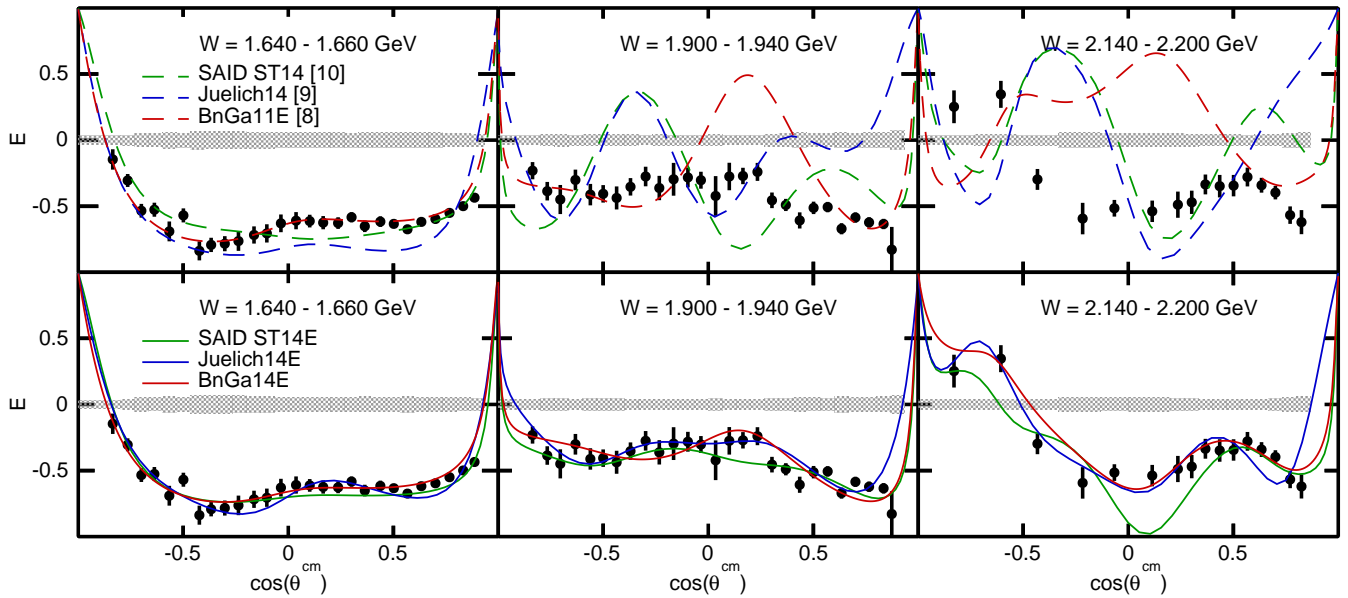 W = 1.640 - 1.660 GeV
W = 1.900 - 1.940 GeV
W = 2.140 - 2.200 GeV
SAID ST14 [10]
Juelich14 [9]
BnGa11E [8]
0.5
0
-0.5
E
W = 1.640 - 1.660 GeV
W = 1.900 - 1.940 GeV
W = 2.140 - 2.200 GeV
SAID ST14E
Juelich14E
BnGa14E
0.5
0
-0.5
E
-0.5 0 0.5 -0.5 0 0.5 -0.5 0 0.5
cos(θ cm) cos(θ cm) cos(θ cm)